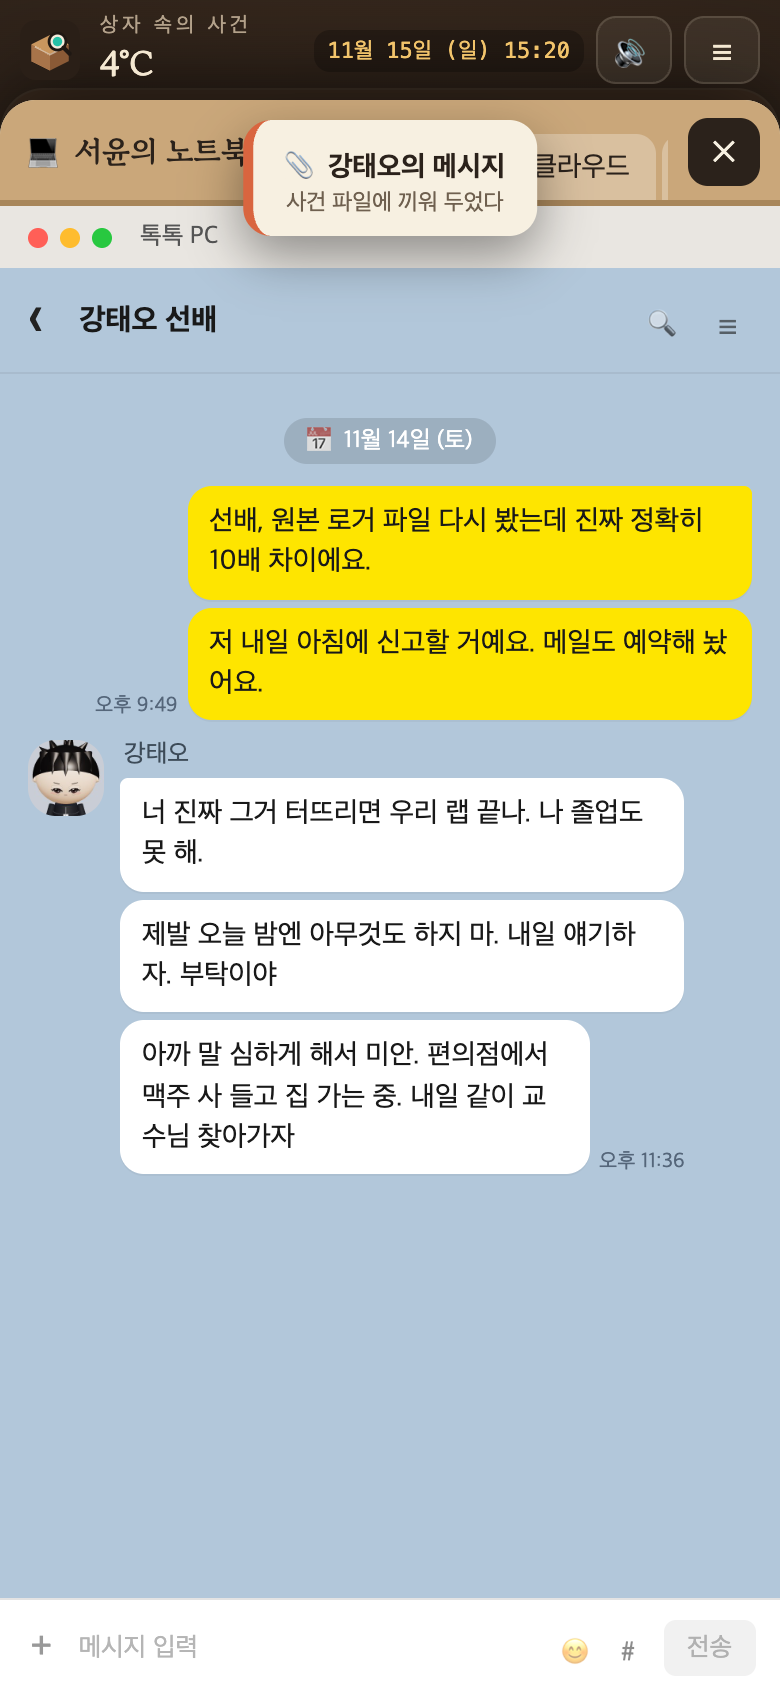 상자 속의 사건
4℃
11월 15일 (일) 15:20
서윤의 노트북
강태오의 메시지
사건 파일에 끼워 두었다
클라우드
톡톡 PC
강태오 선배
17
11월 14일 (토)
선배, 원본 로거 파일 다시 봤는데 진짜 정확히
10배 차이에요.
저 내일 아침에 신고할 거예요. 메일도 예약해 놨
어요.
오후 9:49
강태오
너 진짜 그거 터뜨리면 우리 랩 끝나. 나 졸업도
못 해.
제발 오늘 밤엔 아무것도 하지 마. 내일 얘기하
자. 부탁이야
아까 말 심하게 해서 미안. 편의점에서
맥주 사 들고 집 가는 중. 내일 같이 교
수님 찾아가자
오후 11:36
+ 메시지 입력
#
전송